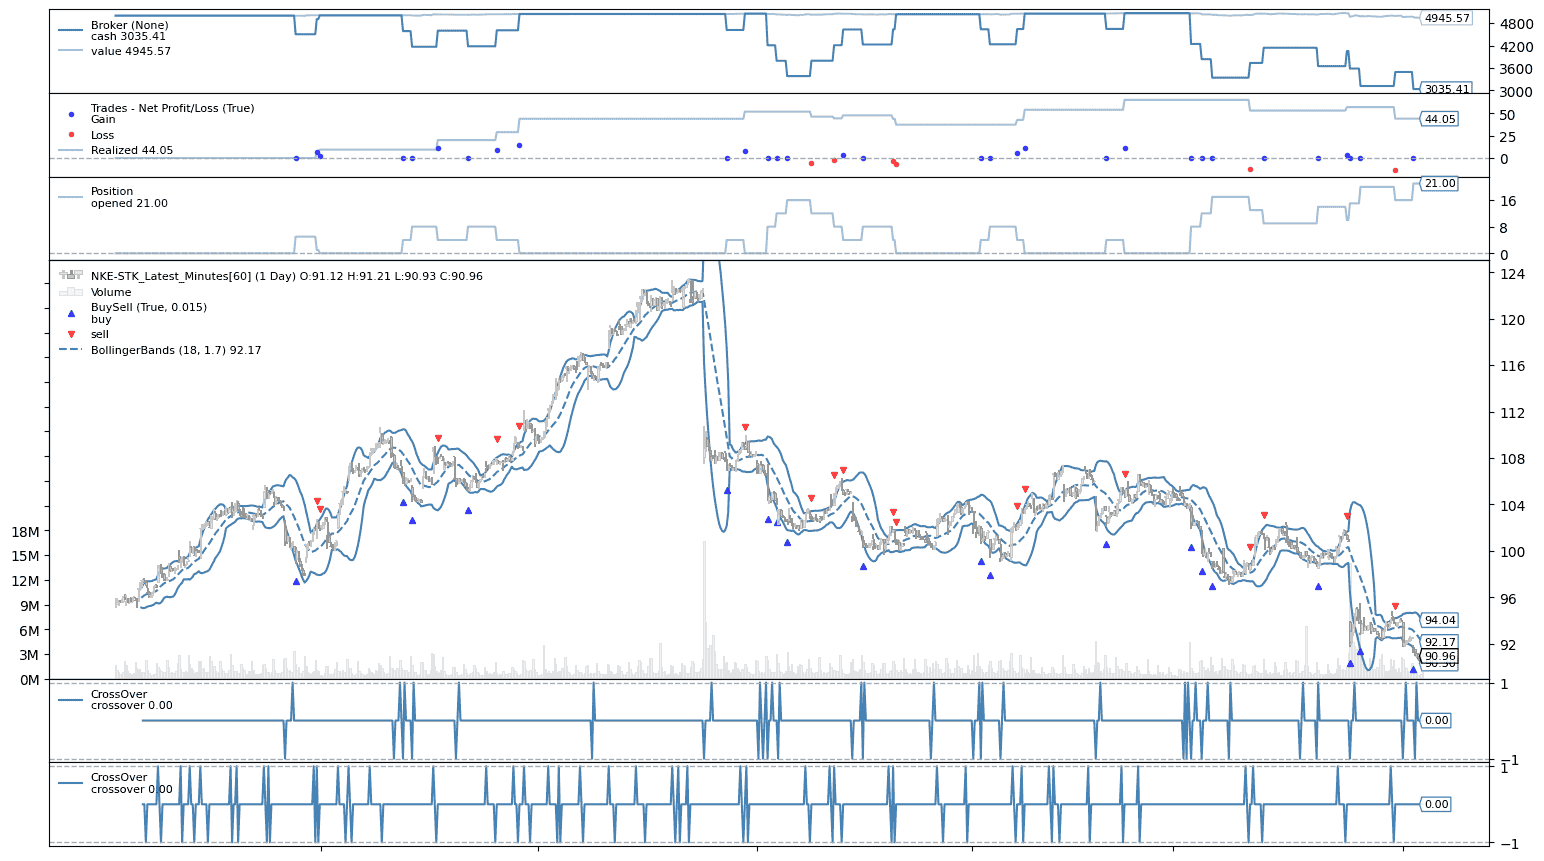 Broker (None)
cash 3035.41
value 4945.57
4945.57
4800
4200
3600
3035.41
3000
Trades - Net Profit/Loss (True)
Gain
Loss
Realized 44.05
50
44.05
25
0
Position
opened 21.00
21.00
16
8
0
NKE-STK_Latest_Minutes[60] (1 Day) O:91.12 H:91.21 L:90.93 C:90.96
Volume
BuySell (True, 0.015)
buy
sell
BollingerBands (18, 1.7) 92.17
124
120
116
112
108
104
100
96
92
94.04
92.17
90.96
18M
15M
12M
9M
6M
3M
0M
CrossOver
crossover 0.00
1
0.00
−1
CrossOver
crossover 0.00
1
0.00
−1